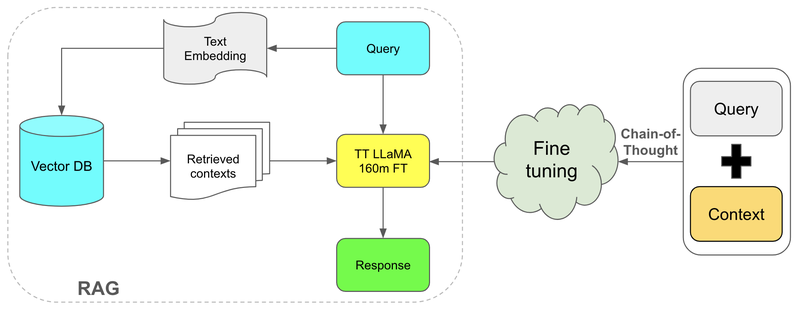 Text
Embedding
Query
Vector DB
Retrieved
contexts
TT LLaMA
160m FT
Response
RAG
Fine
tuning
Chain-of-
Thought
Query
Context